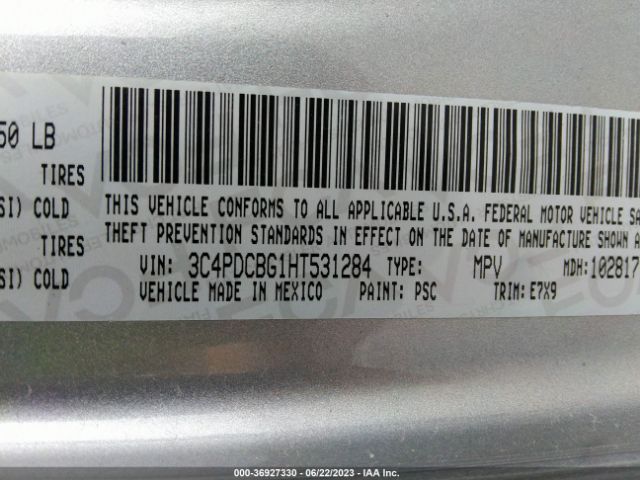 50 LB
TIRES
SI) COLD
TIRES
SI) COLD
THIS VEHICLE CONFORMS TO ALL APPLICABLE U.S.A. FEDERAL MOTOR VEHICLE SA
THEFT PREVENTION STANDARDS IN EFFECT ON THE DATE OF MANUFACTURE SHOWN A
VIN: 3C4PDCBG1HT531284 TYPE: MPV MDH: 102817
VEHICLE MADE IN MEXICO PAINT: PSC TRIM: E7X9
000-36927330 - 06/22/2023 - IAA Inc.